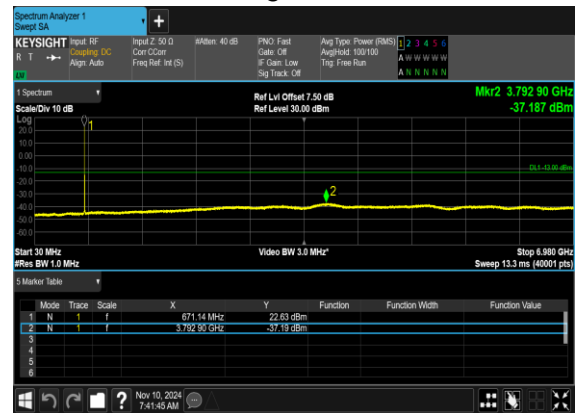 Spectrum Analyzer 1
Swept SA
+
KEYSIGHT Input: RF Input Z: 50 Ω #Atten: 40 dB PNO: Fast Avg Type: Power (RMS) 1 2 3 4 5 6
R T Coupling: DC Corr CCorr Gate: Off Avg|Hold: 100/100 A W W W W W
Align: Auto Freq Ref: Int (S) IF Gain: Low Trig: Free Run
Sig Track: Off A N N N N N
1 Spectrum Ref Lvl Offset 7.50 dB Mkr2 3.792 90 GHz
Scale/Div 10 dB Ref Level 30.00 dBm -37.187 dBm
Log
20.0
10.0
0.00
-10.0
-20.0
-30.0
-40.0
-50.0
-60.0
1
DL1 -13.00 dBm
2
Start 30 MHz Video BW 3.0 MHz* Stop 6.980 GHz
#Res BW 1.0 MHz Sweep 13.3 ms (40001 pts)
5 Marker Table
Mode Trace Scale X Y Function Function Width Function Value
1 N 1 f 671.14 MHz 22.63 dBm
2 N 1 f 3.792 90 GHz -37.19 dBm
3
4
5
6
? Nov 10, 2024
7:41:45 AM